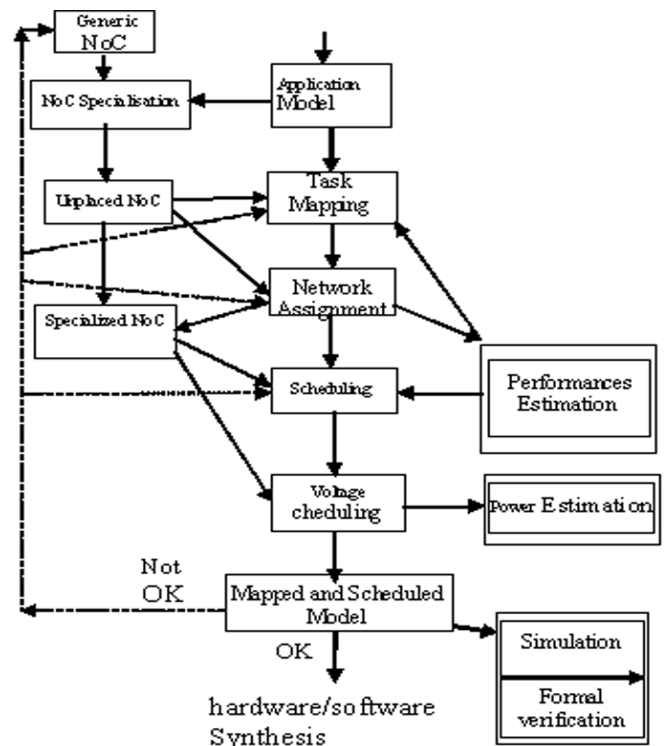 Generic
NoC
NoC Specialisation
Application
Model
Unplaced NoC
Task
Mapping
Network
Assignment
Specialized NoC
Scheduling
Performances
Estimation
Voltage
cheduling
Power Estimation
Not
OK
Mapped and Scheduled
Model
OK
Simulation
Formal
verification
hardware/software
Synthesis